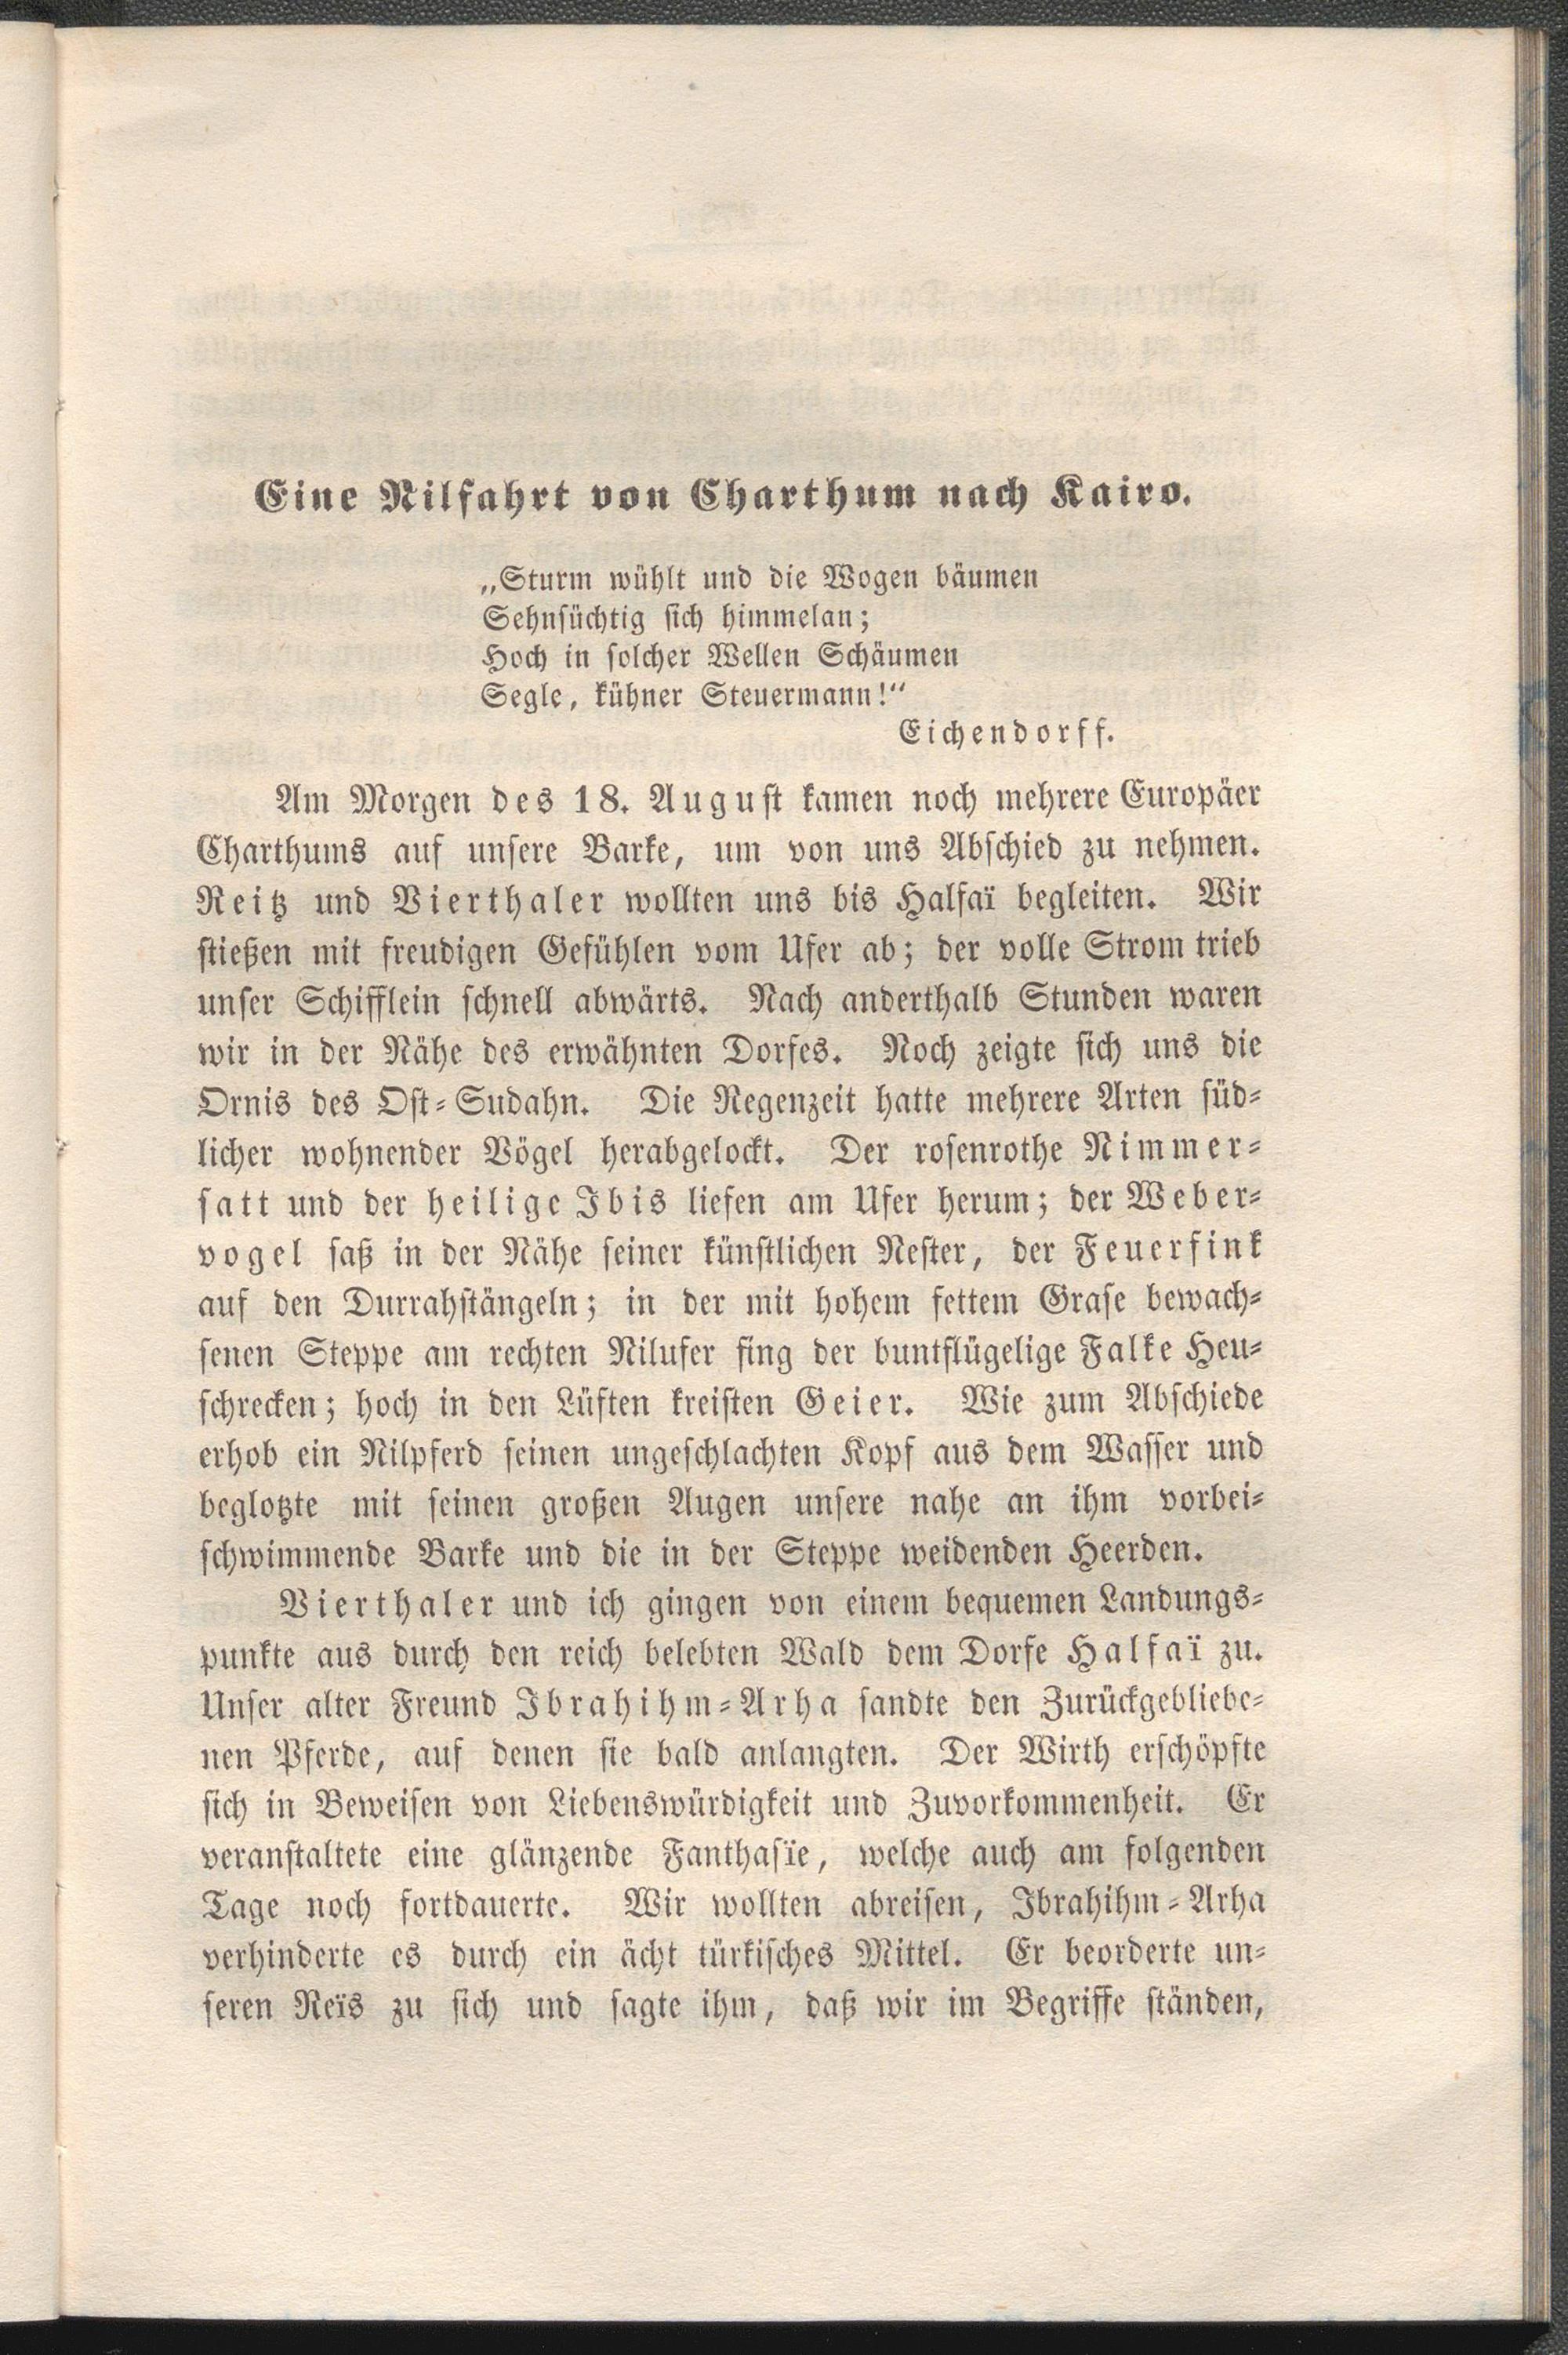 Eine Nilfahrt von Charthum nach Kairo.
„Sturm wühlt und die Wogen bäumen
Sehnsüchtig sich himmelan;
Hoch in solcher Wellen Schäumen
Segle, kühner Steuermann!“
Eichendorff.
Am Morgen des 18. August kamen noch mehrere Europäer
Charthums auf unsere Barke, um von uns Abschied zu nehmen.
Reitz und Vierthaler wollten uns bis Halfaï begleiten. Wir
stießen mit freudigen Gefühlen vom Ufer ab; der volle Strom trieb
unser Schifflein schnell abwärts. Nach anderthalb Stunden waren
wir in der Nähe des erwähnten Dorfes. Noch zeigte sich uns die
Ornis des Ost-Sudahn. Die Regenzeit hatte mehrere Arten süd-
licher wohnender Vögel herabgelockt. Der rosenrothe Nimmer-
satt und der heilige Ibis liefen am Ufer herum; der Weber-
vogel saß in der Nähe seiner künstlichen Nester, der Feuerfink
auf den Durrahstängeln; in der mit hohem fettem Grase bewach-
senen Steppe am rechten Nilufer fing der buntflügelige Falke Heu-
schrecken; hoch in den Lüften kreisten Geier. Wie zum Abschiede
erhob ein Nilpferd seinen ungeschlachten Kopf aus dem Wasser und
beglotzte mit seinen großen Augen unsere nahe an ihm vorbei-
schwimmende Barke und die in der Steppe weidenden Heerden.
Vierthaler und ich gingen von einem bequemen Landungs-
punkte aus durch den reich belebten Wald dem Dorfe Halfaï zu.
Unser alter Freund Ibrahihm-Arha sandte den Zurückgebliebe-
nen Pferde, auf denen sie bald anlangten. Der Wirth erschöpfte
sich in Beweisen von Liebenswürdigkeit und Zuvorkommenheit. Er
veranstaltete eine glänzende Fanthasïe, welche auch am folgenden
Tage noch fortdauerte. Wir wollten abreisen, Ibrahihm-Arha
verhinderte es durch ein ächt türkisches Mittel. Er beorderte un-
seren Reïs zu sich und sagte ihm, daß wir im Begriffe ständen,